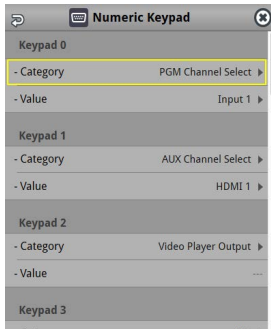 Numeric Keypad
Keypad 0
- Category PGM Channel Select
- Value Input 1
Keypad 1
- Category AUX Channel Select
- Value HDMI 1
Keypad 2
- Category Video Player Output
- Value ---
Keypad 3